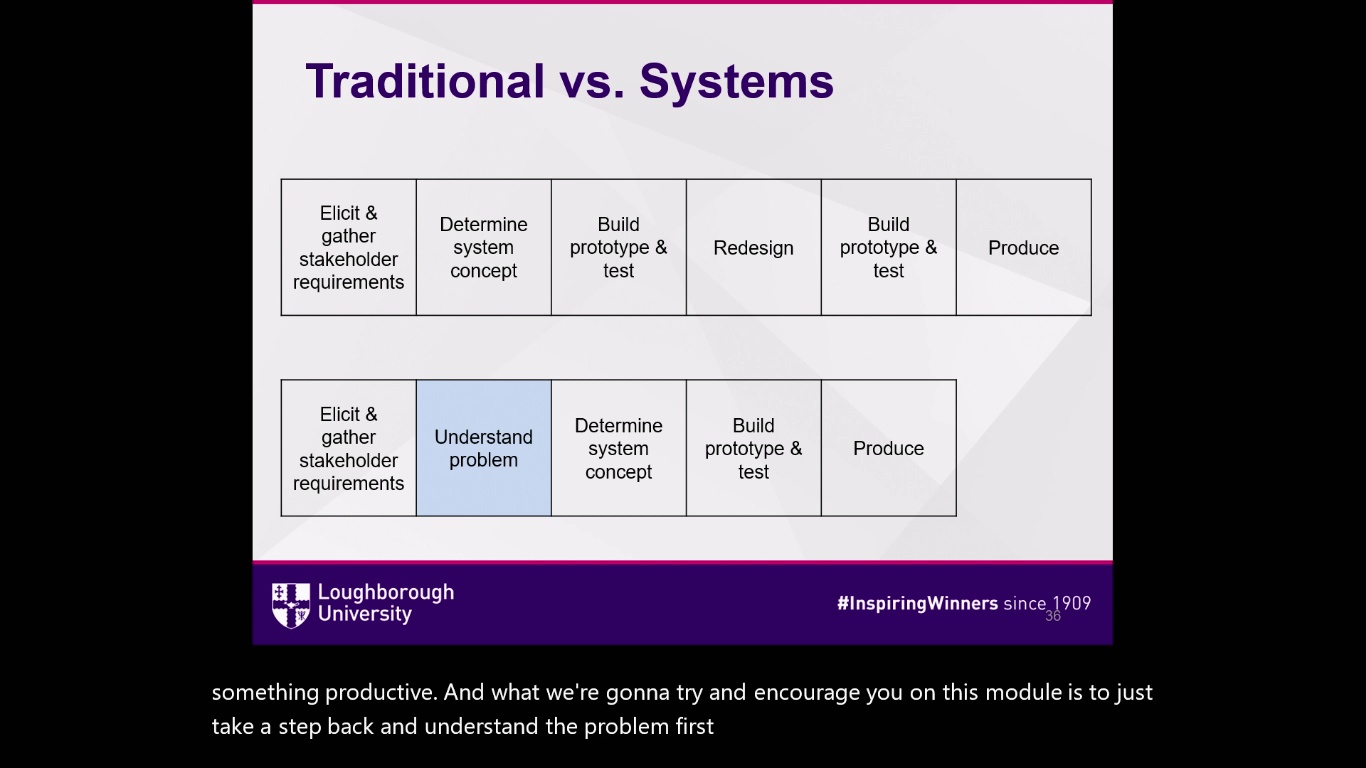 Traditional vs. Systems
Elicit &
gather
stakeholder
requirements
Determine
system
concept
Build
prototype &
test
Redesign
Build
prototype &
test
Produce
Elicit &
gather
stakeholder
requirements
Understand
problem
Determine
system
concept
Build
prototype &
test
Produce
Loughborough
University
#InspiringWinners since 1909
36
something productive. And what we're gonna try and encourage you on this module is to just
take a step back and understand the problem first